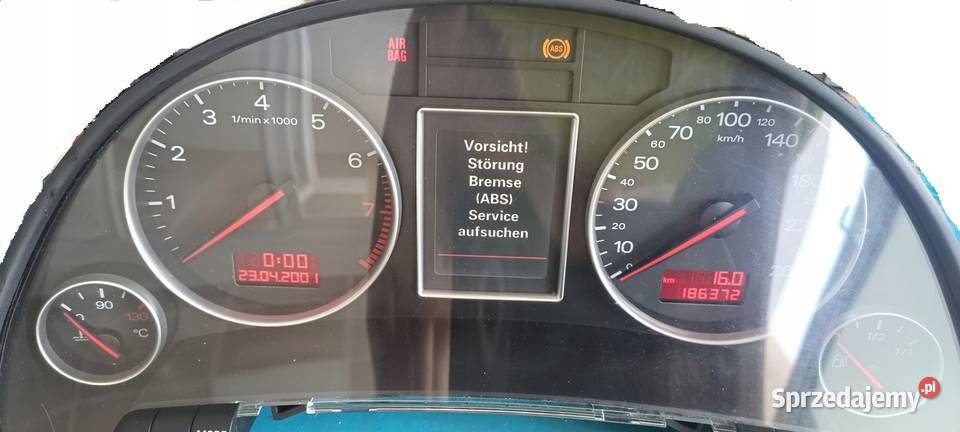 AIR
BAG
ABS
1/min x 1000
1
2
3
4
5
6
7
Vorsicht!
Störung
Bremse
(ABS)
Service
aufsuchen
0:00
23.04.2001
0
10
20
30
40
50
60
70
80
100
120
140
km/h
km
16.0
186372
90
130
°C
1/2
1/1
Sprzedajemy.pl